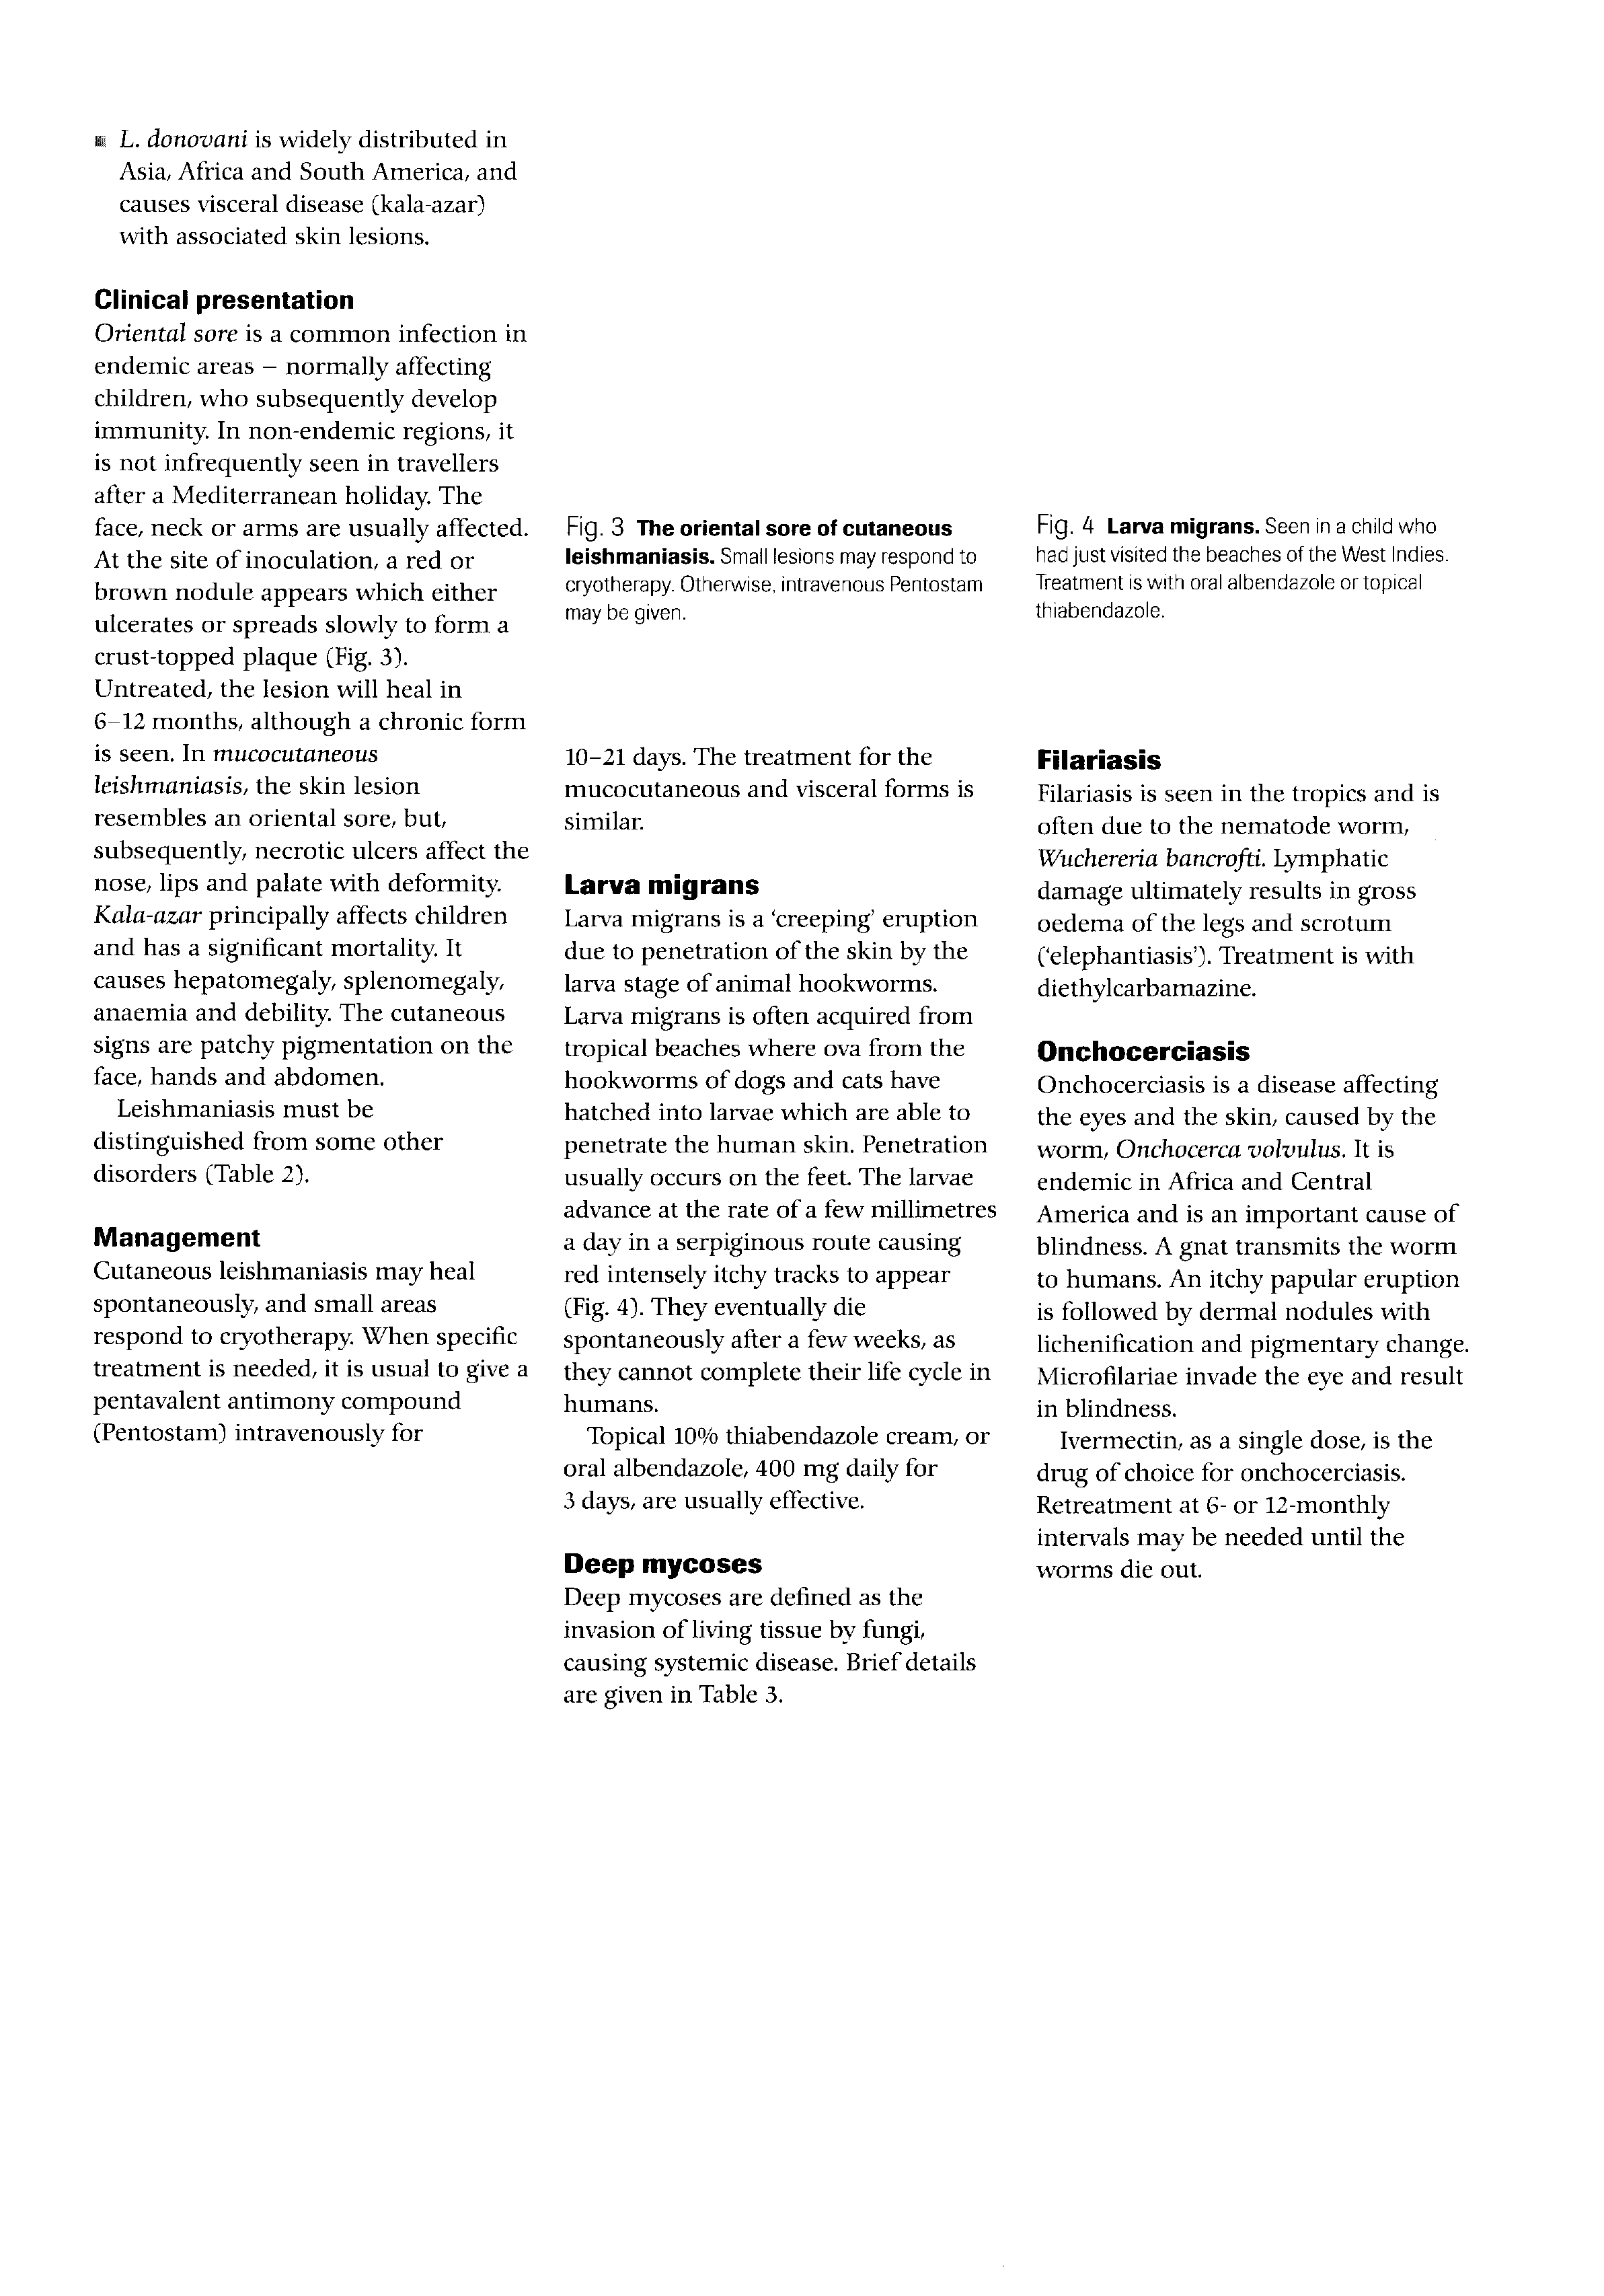 ■ L. donovani is widely distributed in
Asia, Africa and South America, and
causes visceral disease (kala-azar)
with associated skin lesions.
Clinical presentation
Oriental sore is a common infection in
endemic areas – normally affecting
children, who subsequently develop
immunity. In non-endemic regions, it
is not infrequently seen in travellers
after a Mediterranean holiday. The
face, neck or arms are usually affected.
At the site of inoculation, a red or
brown nodule appears which either
ulcerates or spreads slowly to form a
crust-topped plaque (Fig. 3).
Untreated, the lesion will heal in
6–12 months, although a chronic form
is seen. In mucocutaneous
leishmaniasis, the skin lesion
resembles an oriental sore, but,
subsequently, necrotic ulcers affect the
nose, lips and palate with deformity.
Kala-azar principally affects children
and has a significant mortality. It
causes hepatomegaly, splenomegaly,
anaemia and debility. The cutaneous
signs are patchy pigmentation on the
face, hands and abdomen.
Leishmaniasis must be
distinguished from some other
disorders (Table 2).
Management
Cutaneous leishmaniasis may heal
spontaneously, and small areas
respond to cryotherapy. When specific
treatment is needed, it is usual to give a
pentavalent antimony compound
(Pentostam) intravenously for
Fig. 3 The oriental sore of cutaneous
leishmaniasis. Small lesions may respond to
cryotherapy. Otherwise, intravenous Pentostam
may be given.
10–21 days. The treatment for the
mucocutaneous and visceral forms is
similar.
Larva migrans
Larva migrans is a ‘creeping’ eruption
due to penetration of the skin by the
larva stage of animal hookworms.
Larva migrans is often acquired from
tropical beaches where ova from the
hookworms of dogs and cats have
hatched into larvae which are able to
penetrate the human skin. Penetration
usually occurs on the feet. The larvae
advance at the rate of a few millimetres
a day in a serpiginous route causing
red intensely itchy tracks to appear
(Fig. 4). They eventually die
spontaneously after a few weeks, as
they cannot complete their life cycle in
humans.
Topical 10% thiabendazole cream, or
oral albendazole, 400 mg daily for
3 days, are usually effective.
Deep mycoses
Deep mycoses are defined as the
invasion of living tissue by fungi,
causing systemic disease. Brief details
are given in Table 3.
Fig. 4 Larva migrans. Seen in a child who
had just visited the beaches of the West Indies.
Treatment is with oral albendazole or topical
thiabendazole.
Filariasis
Filariasis is seen in the tropics and is
often due to the nematode worm,
Wuchereria bancrofti. Lymphatic
damage ultimately results in gross
oedema of the legs and scrotum
(‘elephantiasis’). Treatment is with
diethylcarbamazine.
Onchocerciasis
Onchocerciasis is a disease affecting
the eyes and the skin, caused by the
worm, Onchocerca volvulus. It is
endemic in Africa and Central
America and is an important cause of
blindness. A gnat transmits the worm
to humans. An itchy papular eruption
is followed by dermal nodules with
lichenification and pigmentary change.
Microfilariae invade the eye and result
in blindness.
Ivermectin, as a single dose, is the
drug of choice for onchocerciasis.
Retreatment at 6- or 12-monthly
intervals may be needed until the
worms die out.